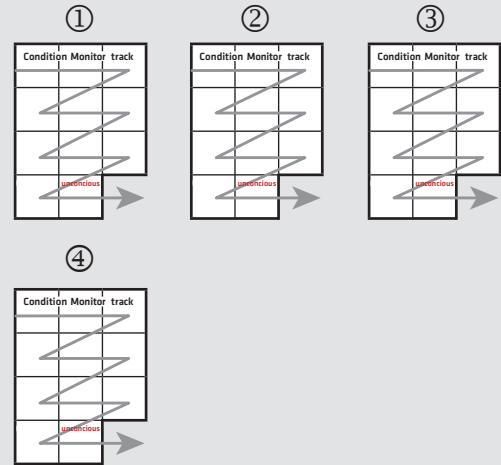 ①
Condition Monitor track
unconcious
②
Condition Monitor track
unconcious
③
Condition Monitor track
unconcious
④
Condition Monitor track
unconcious